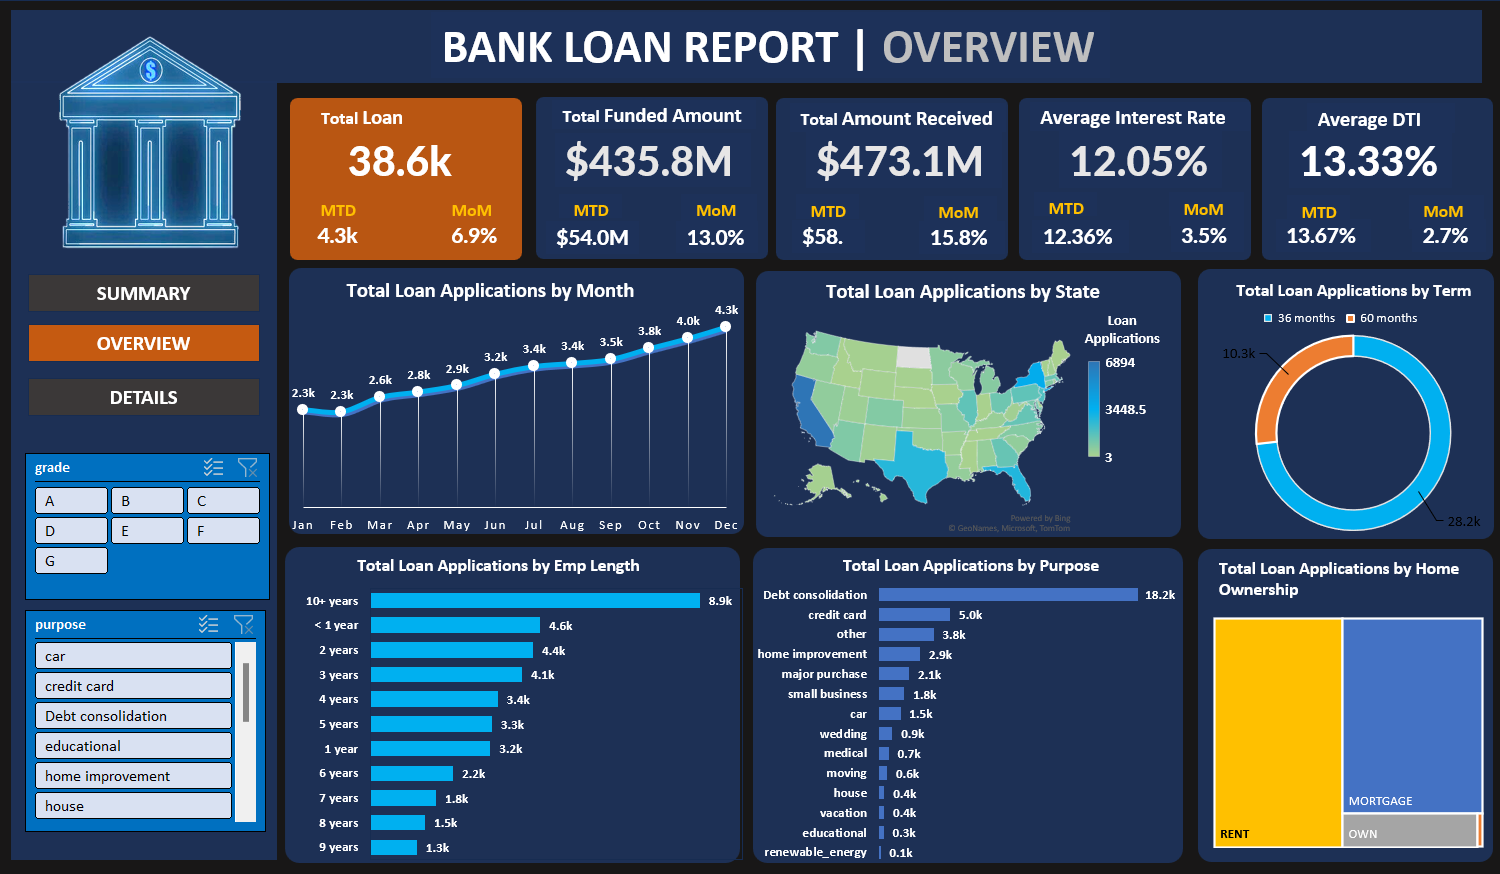 BANK LOAN REPORT | OVERVIEW
$
SUMMARY
OVERVIEW
DETAILS
grade
A B C
D E F
G
purpose
car
credit card
Debt consolidation
educational
home improvement
house
Total Loan
38.6k
MTD MoM
4.3k 6.9%
Total Funded Amount
$435.8M
MTD MoM
$54.0M 13.0%
Total Amount Received
$473.1M
MTD MoM
$58. 15.8%
Average Interest Rate
12.05%
MTD MoM
12.36% 3.5%
Average DTI
13.33%
MTD MoM
13.67% 2.7%
Total Loan Applications by Month
2.3k 2.3k 2.6k 2.8k 2.9k 3.2k 3.4k 3.4k 3.5k 3.8k 4.0k 4.3k
Jan Feb Mar Apr May Jun Jul Aug Sep Oct Nov Dec
Total Loan Applications by State
Loan
Applications
6894
3448.5
3
Powered by Bing
© GeoNames, Microsoft, TomTom
Total Loan Applications by Term
36 months 60 months
10.3k
28.2k
Total Loan Applications by Emp Length
10+ years 8.9k
< 1 year 4.6k
2 years 4.4k
3 years 4.1k
4 years 3.4k
5 years 3.3k
1 year 3.2k
6 years 2.2k
7 years 1.8k
8 years 1.5k
9 years 1.3k
Total Loan Applications by Purpose
Debt consolidation 18.2k
credit card 5.0k
other 3.8k
home improvement 2.9k
major purchase 2.1k
small business 1.8k
car 1.5k
wedding 0.9k
medical 0.7k
moving 0.6k
house 0.4k
vacation 0.4k
educational 0.3k
renewable_energy 0.1k
Total Loan Applications by Home
Ownership
MORTGAGE
RENT
OWN